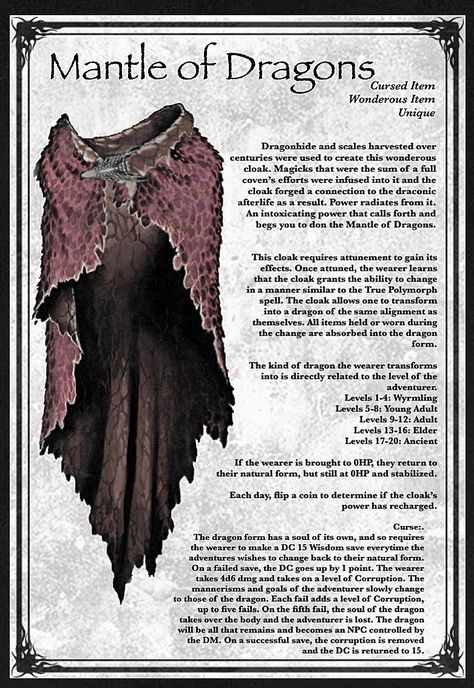 Mantle of Dragons
Cursed Item
Wonderous Item
Unique
Dragonhide and scales harvested over
centuries were used to create this wonderous
cloak. Magicks that were the sum of a full
coven's efforts were infused into it and the
cloak forged a connection to the draconic
afterlife as a result. Power radiates from it.
An intoxicating power that calls forth and
begs you to don the Mantle of Dragons.
This cloak requires attunement to gain its
effects. Once attuned, the wearer learns
that the cloak grants the ability to change
in a manner similar to the True Polymorph
spell. The cloak allows one to transform
into a dragon of the same alignment as
themselves. All items held or worn during
the change are absorbed into the dragon
form.
The kind of dragon the wearer transforms
into is directly related to the level of the
adventurer.
Levels 1-4: Wyrmling
Levels 5-8: Young Adult
Levels 9-12: Adult
Levels 13-16: Elder
Levels 17-20: Ancient
If the wearer is brought to 0HP, they return to
their natural form, but still at 0HP and stabilized.
Each day, flip a coin to determine if the cloak's
power has recharged.
Curse:.
The dragon form has a soul of its own, and so requires
the wearer to make a DC 15 Wisdom save everytime the
adventures wishes to change back to their natural form.
On a failed save, the DC goes up by 1 point. The wearer
takes 4d6 dmg and takes on a level of Corruption. The
mannerisms and goals of the adventurer slowly change
to those of the dragon. Each fail adds a level of Corruption,
up to five fails. On the fifth fail, the soul of the dragon
takes over the body and the adventurer is lost. The dragon
will be all that remains and becomes an NPC controlled by
the DM. On a successful save, the corruption is removed
and the DC is returned to 15.